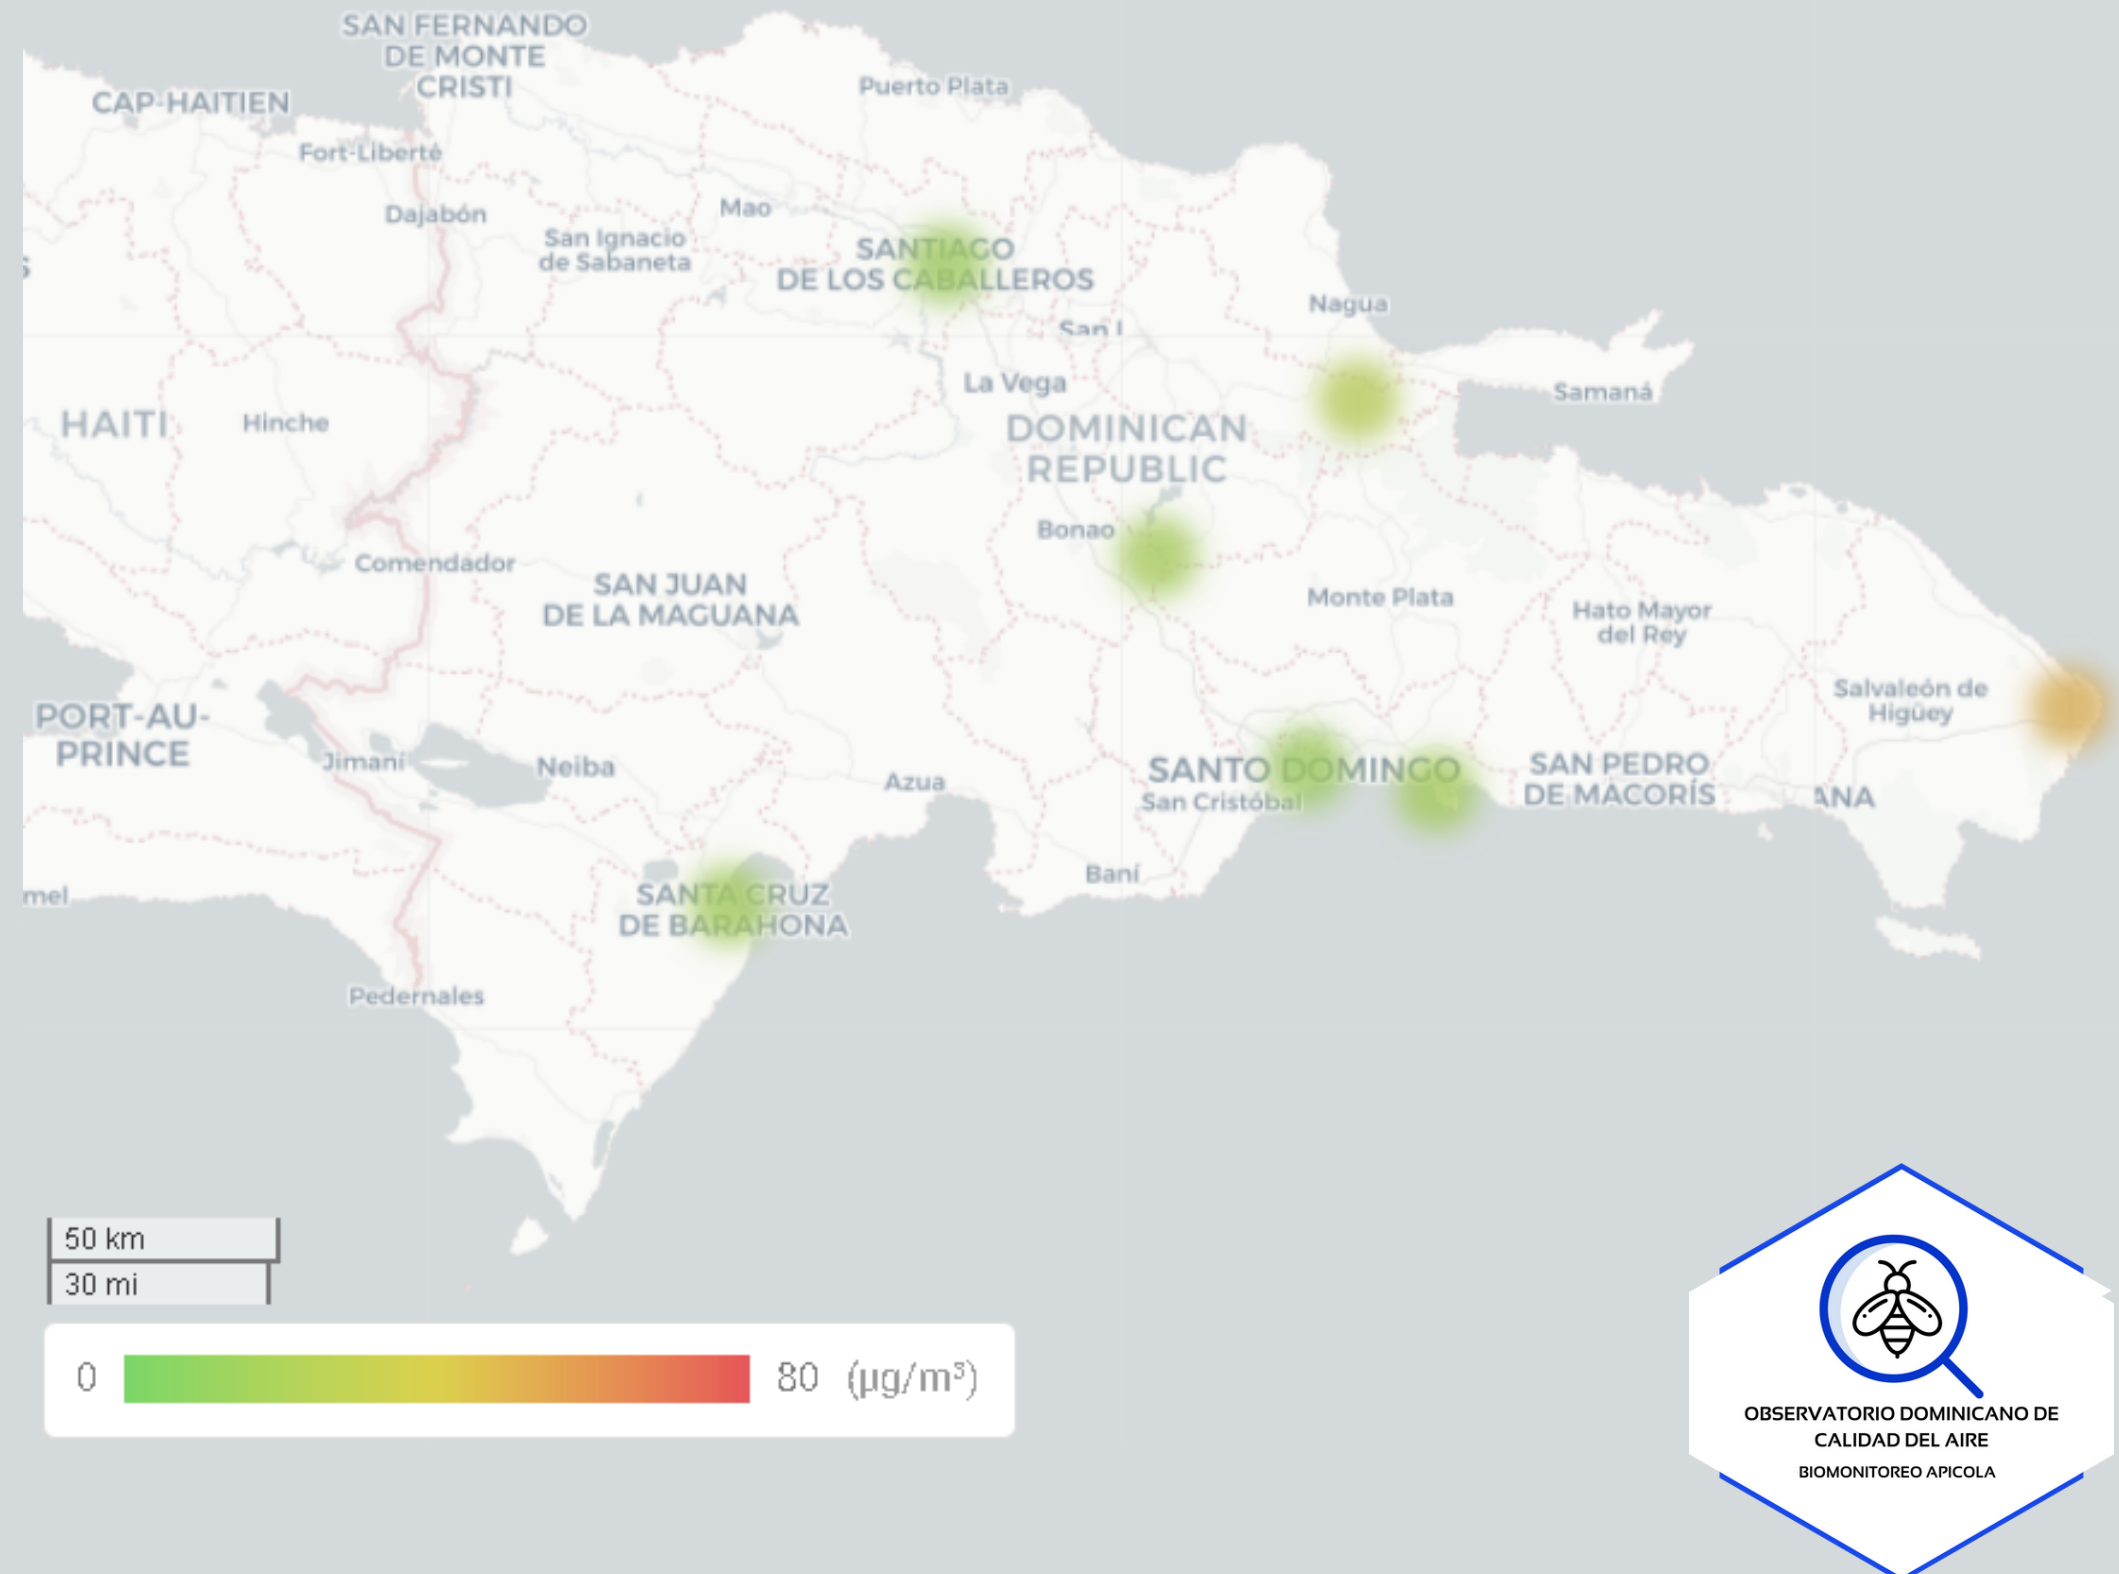 SAN FERNANDO
DE MONTE
CRISTI
Puerto Plata
CAP-HAITIEN
Fort-Liberté
Dajabón
Mao
San Ignacio
de Sabaneta
SANTIAGO
DE LOS CABALLEROS
Nagua
La Vega
Samaná
HAITI
Hinche
DOMINICAN
REPUBLIC
Bonao
Comendador
SAN JUAN
DE LA MAGUANA
Monte Plata
Hato Mayor
del Rey
Salvaleón de
Higüey
PORT-AU-
PRINCE
Jimaní
Neiba
Azua
SANTO DOMINGO
San Cristóbal
SAN PEDRO
DE MACORÍS
ANA
Baní
mel
SANTA CRUZ
DE BARAHONA
Pedernales
50 km
30 mi
0
80 (µg/m³)
OBSERVATORIO DOMINICANO DE
CALIDAD DEL AIRE
BIOMONITOREO APICOLA